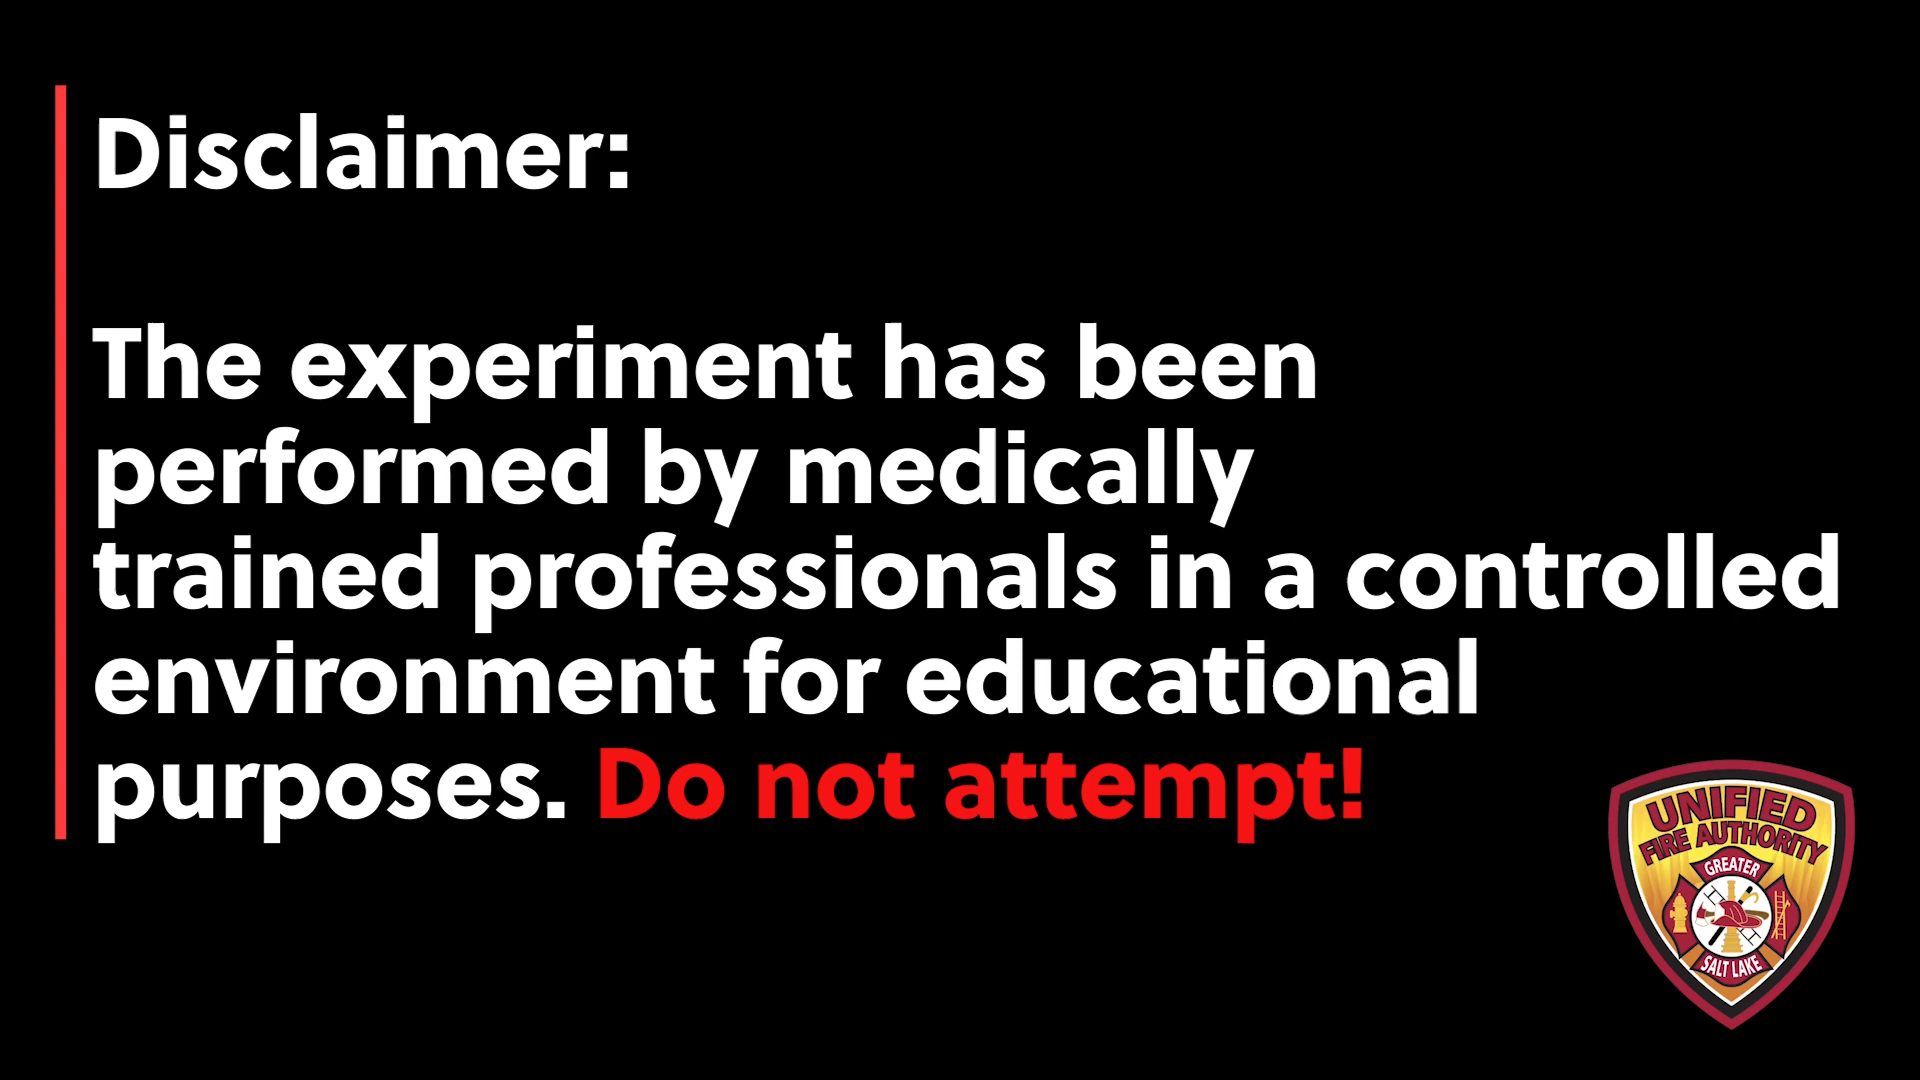 Disclaimer:
The experiment has been
performed by medically
trained professionals in a controlled
environment for educational
purposes. Do not attempt!
UNIFIED
FIRE AUTHORITY
GREATER
SALT LAKE